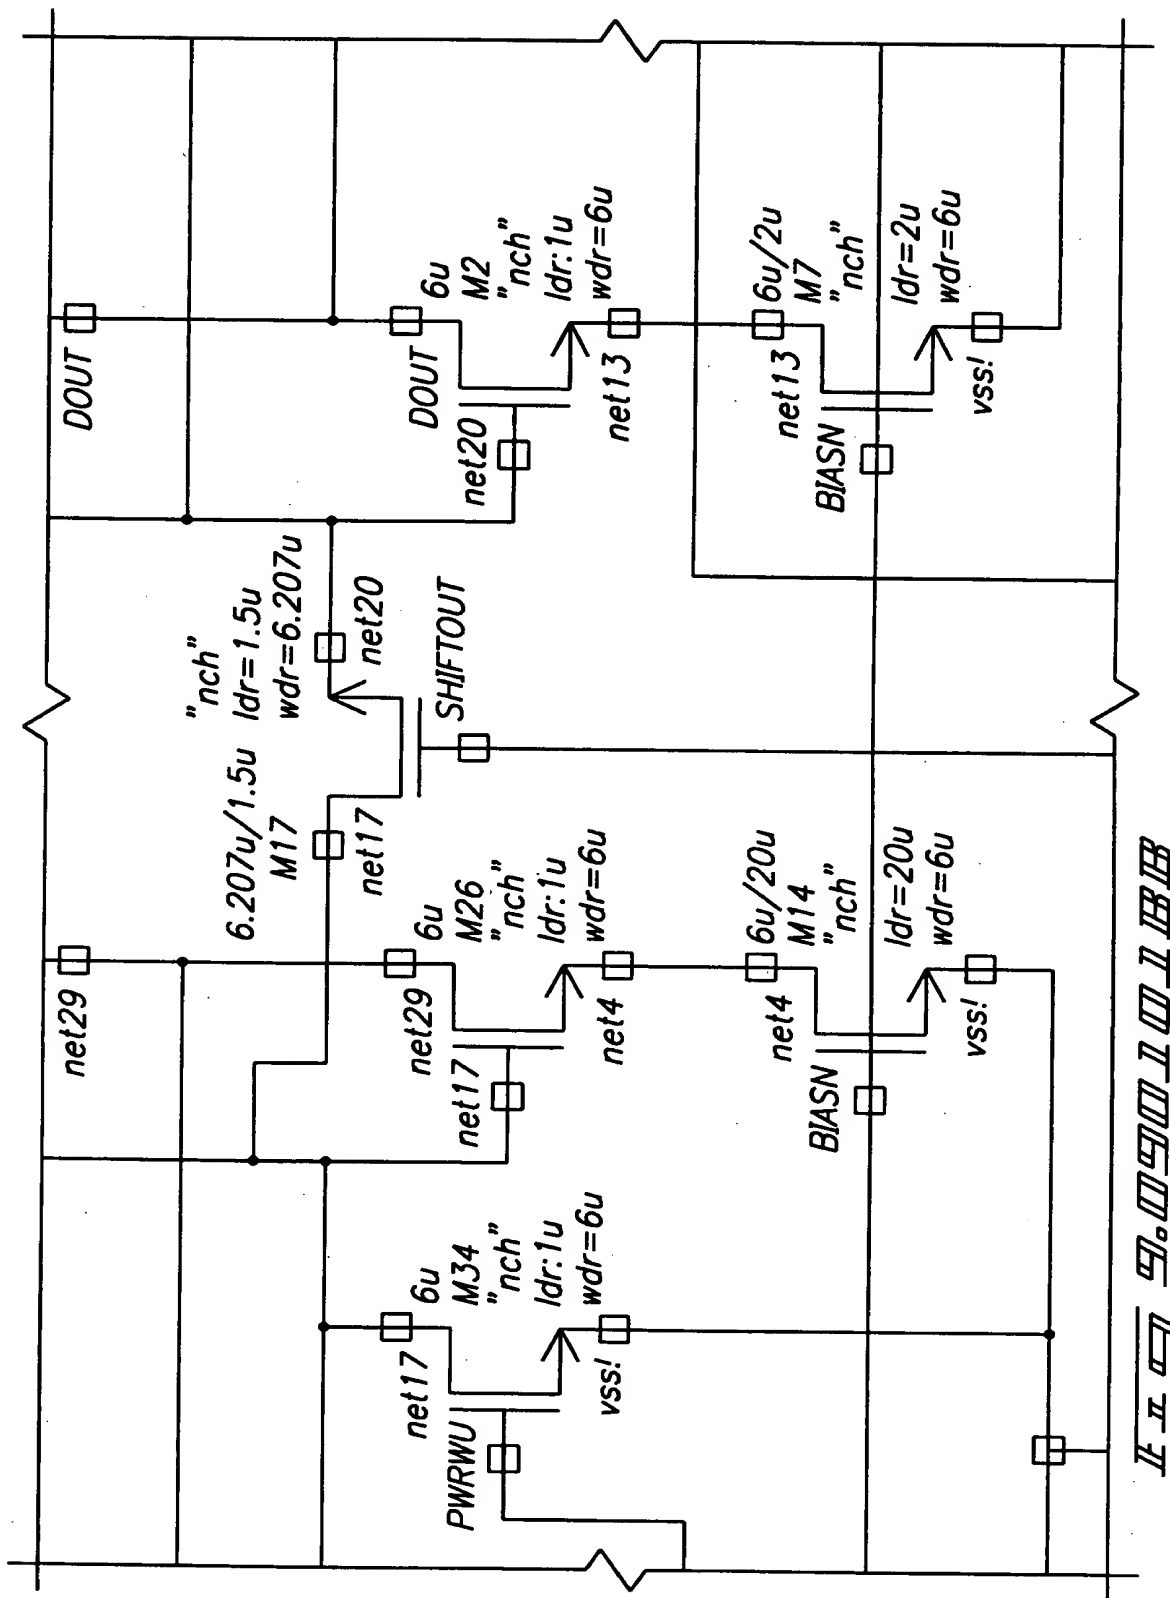 net29
DOUT
6.207u/1.5u
M17
"nch"
ldr=1.5u
wdr=6.207u
net17
net20
SHIFTOUT
net17
6u
M34
"nch"
ldr:1u
wdr=6u
PWRWU
vss!
net29
6u
M26
"nch"
ldr:1u
wdr=6u
net17
net4
DOUT
6u
M2
"nch"
ldr:1u
wdr=6u
net20
net13
net4
6u/20u
M14
"nch"
ldr=20u
wdr=6u
BIASN
vss!
net13
6u/2u
M7
"nch"
ldr=2u
wdr=6u
BIASN
vss!
FIG 9.090101BB